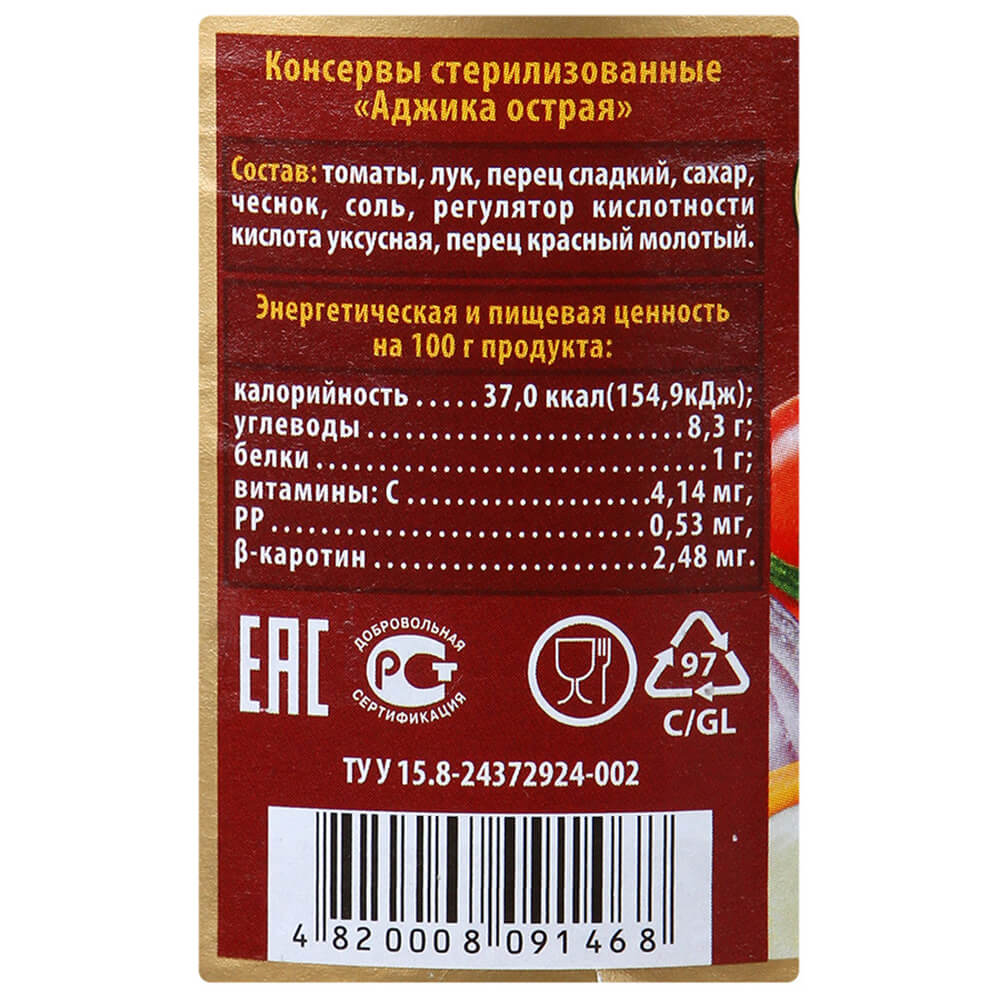 Консервы стерилизованные
«Аджика острая»
Состав: томаты, лук, перец сладкий, сахар,
чеснок, соль, регулятор кислотности
кислота уксусная, перец красный молотый.
Энергетическая и пищевая ценность
на 100 г продукта:
калорийность ..... 37,0 ккал(154,9кДж);
углеводы ................................ 8,3 г;
белки ...................................... 1 г;
витамины: С ........................ 4,14 мг,
РР ...................................... 0,53 мг,
β-каротин ............................ 2,48 мг.
ЕАС
ДОБРОВОЛЬНАЯ
РСТ
СЕРТИФИКАЦИЯ
97
C/GL
ТУ У 15.8-24372924-002
4 820008 091468